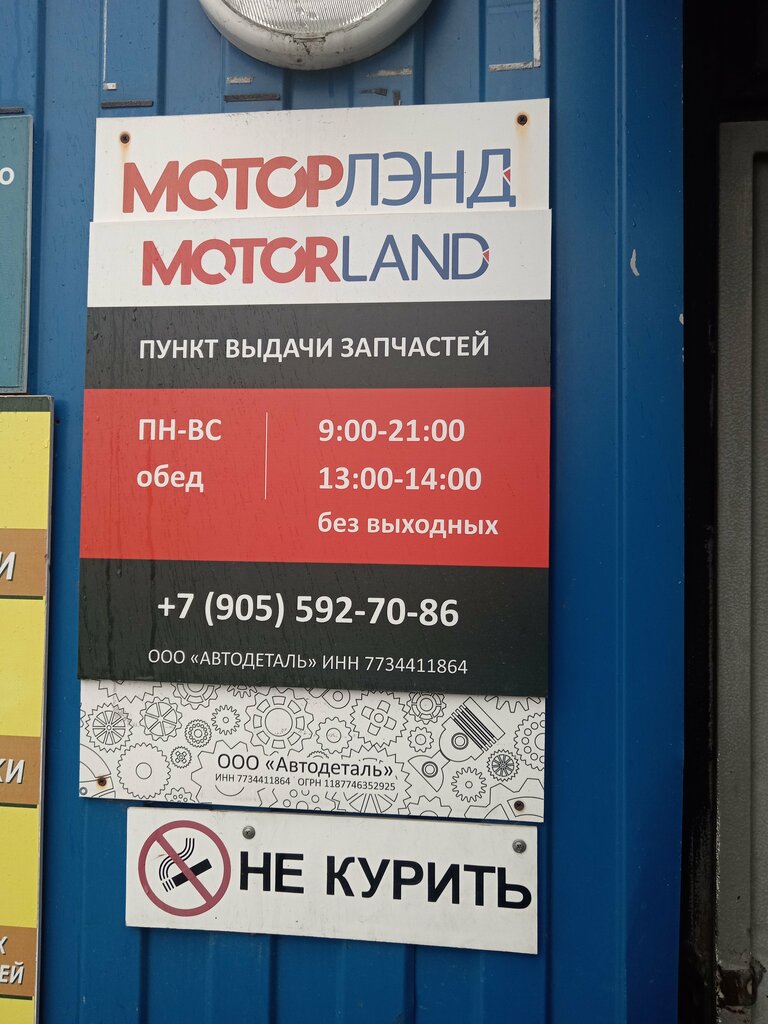 МОТОРЛЭНД
MOTORLAND
ПУНКТ ВЫДАЧИ ЗАПЧАСТЕЙ
ПН-ВС 9:00-21:00
обед 13:00-14:00
без выходных
+7 (905) 592-70-86
ООО «АВТОДЕТАЛЬ» ИНН 7734411864
ООО «Автодеталь»
ИНН 7734411864 ОГРН 1187746352925
НЕ КУРИТЬ